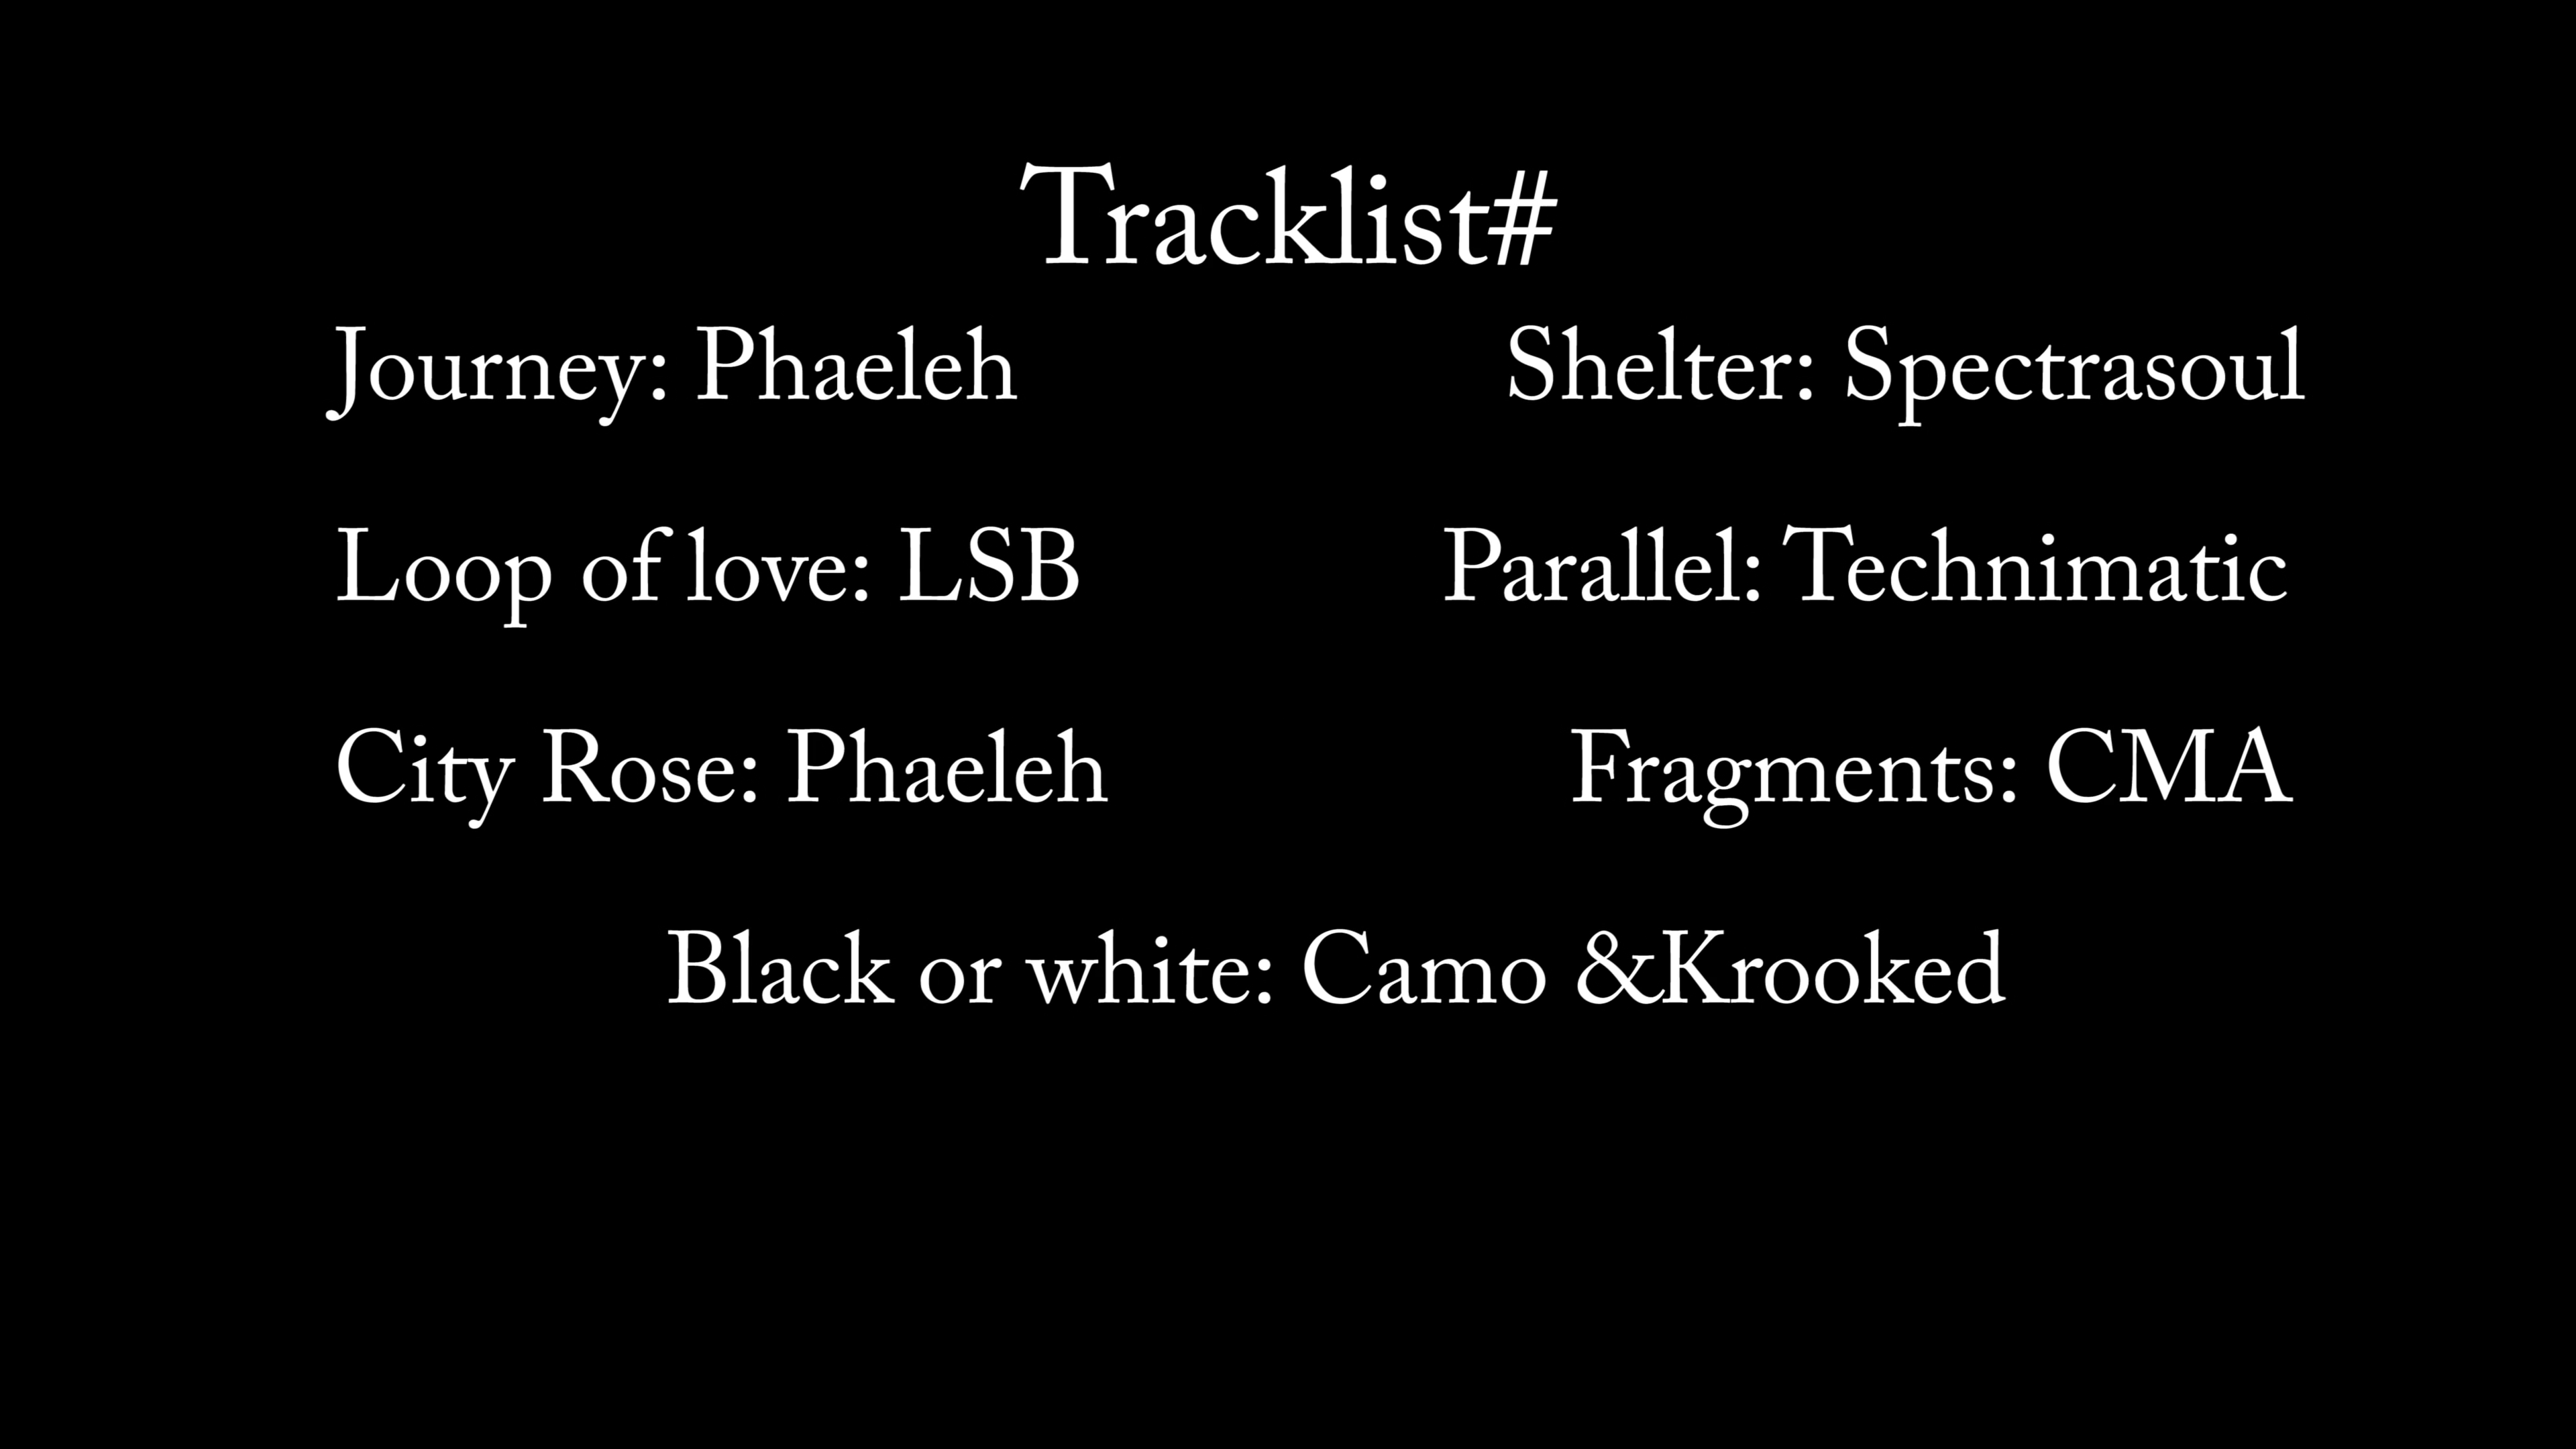 Tracklist#
Journey: Phaeleh
Shelter: Spectrasoul
Loop of love: LSB
Parallel: Technimatic
City Rose: Phaeleh
Fragments: CMA
Black or white: Camo &Krooked